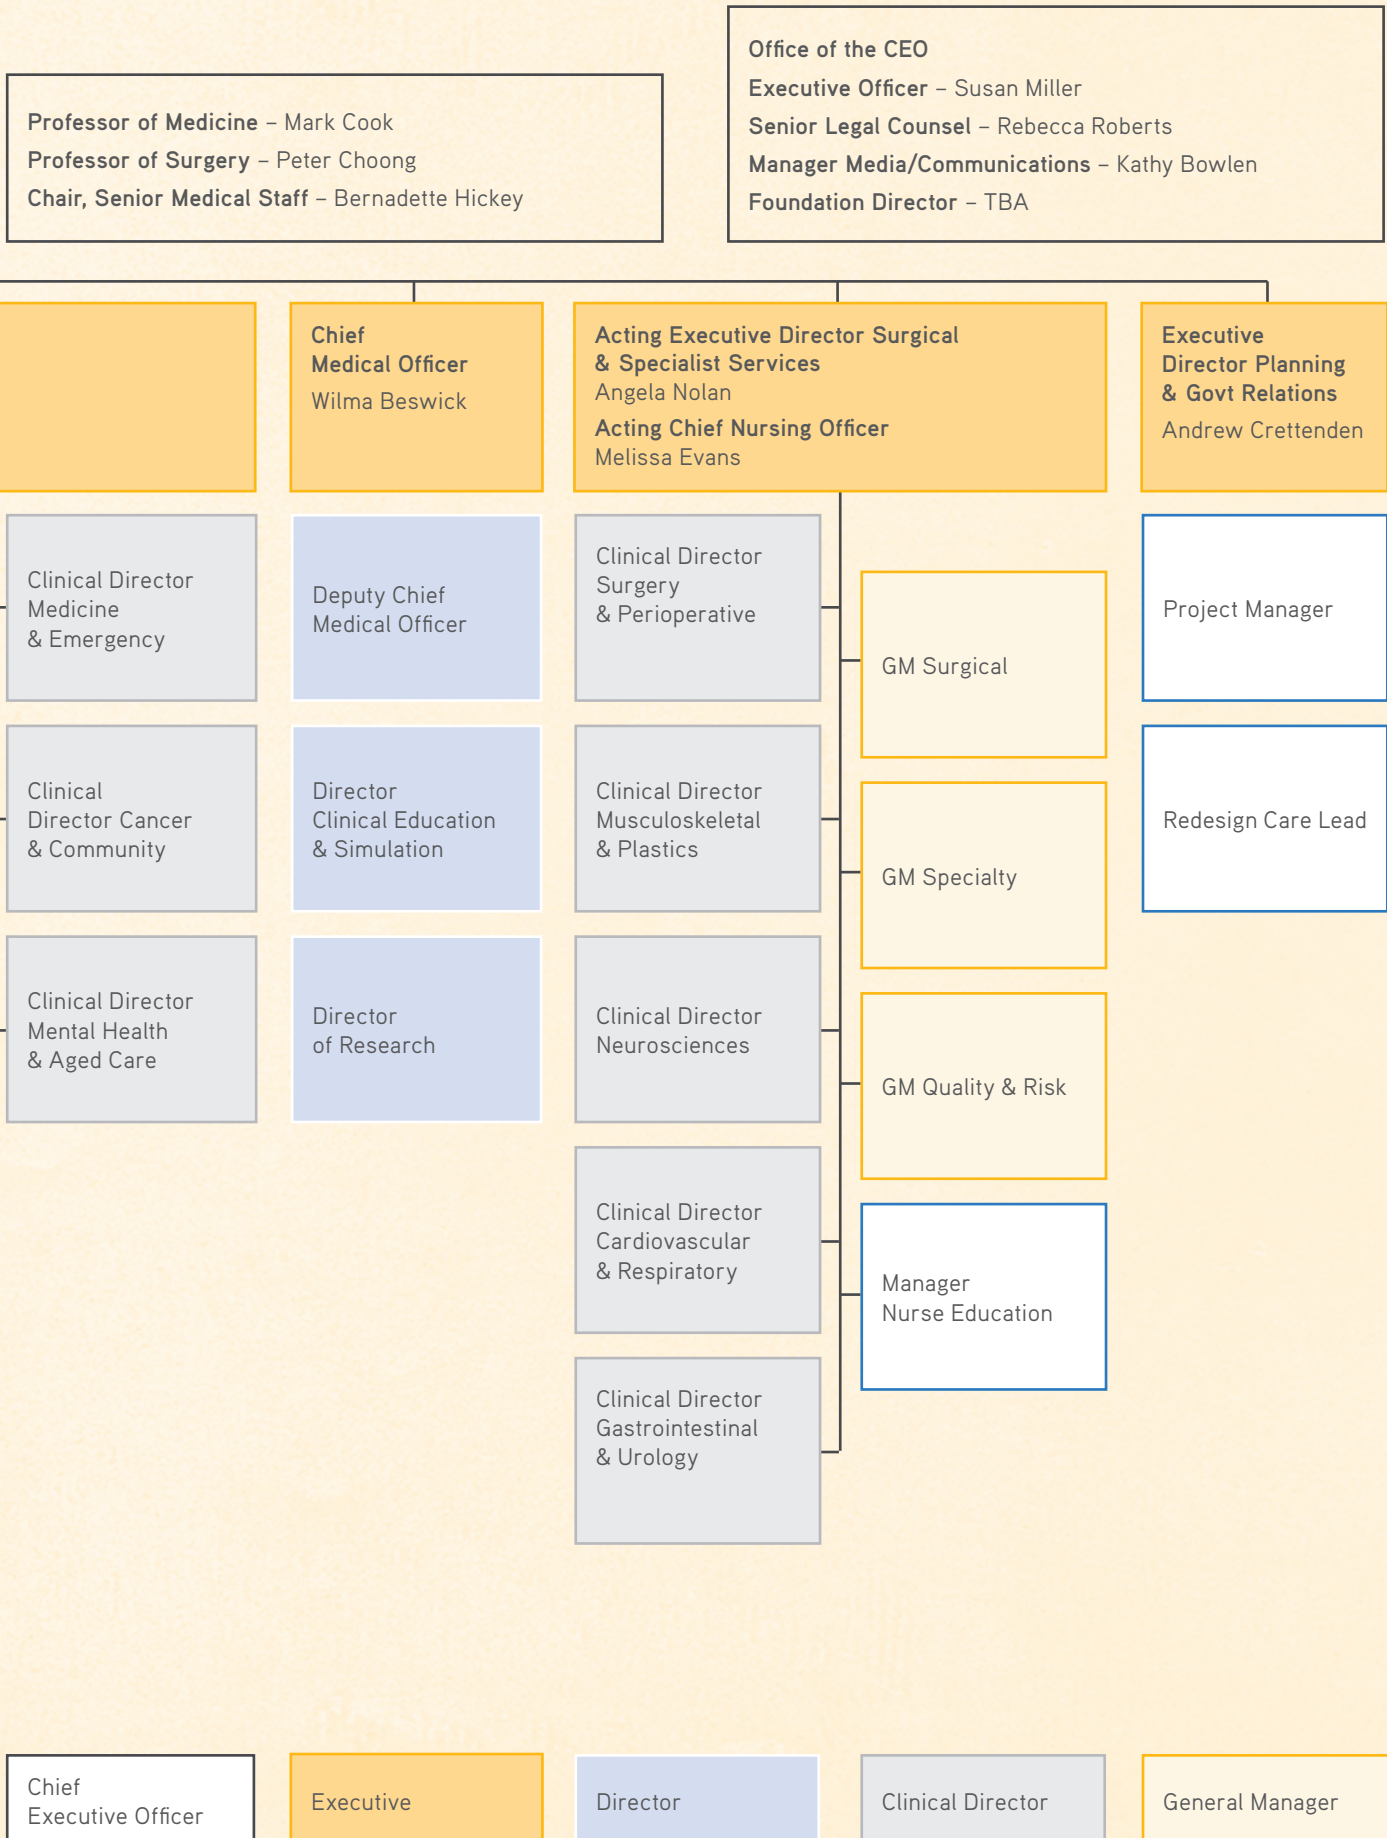 Office of the CEO
Executive Officer – Susan Miller
Senior Legal Counsel – Rebecca Roberts
Manager Media/Communications – Kathy Bowlen
Foundation Director – TBA
Professor of Medicine – Mark Cook
Professor of Surgery – Peter Choong
Chair, Senior Medical Staff – Bernadette Hickey
Chief
Medical Officer
Wilma Beswick
Acting Executive Director Surgical
& Specialist Services
Angela Nolan
Acting Chief Nursing Officer
Melissa Evans
Executive
Director Planning
& Govt Relations
Andrew Crettenden
Clinical Director
Medicine
& Emergency
Clinical
Director Cancer
& Community
Clinical Director
Mental Health
& Aged Care
Deputy Chief
Medical Officer
Director
Clinical Education
& Simulation
Director
of Research
Clinical Director
Surgery
& Perioperative
Clinical Director
Musculoskeletal
& Plastics
Clinical Director
Neurosciences
Clinical Director
Cardiovascular
& Respiratory
Clinical Director
Gastrointestinal
& Urology
GM Surgical
GM Specialty
GM Quality & Risk
Manager
Nurse Education
Project Manager
Redesign Care Lead
Chief
Executive Officer
Executive
Director
Clinical Director
General Manager